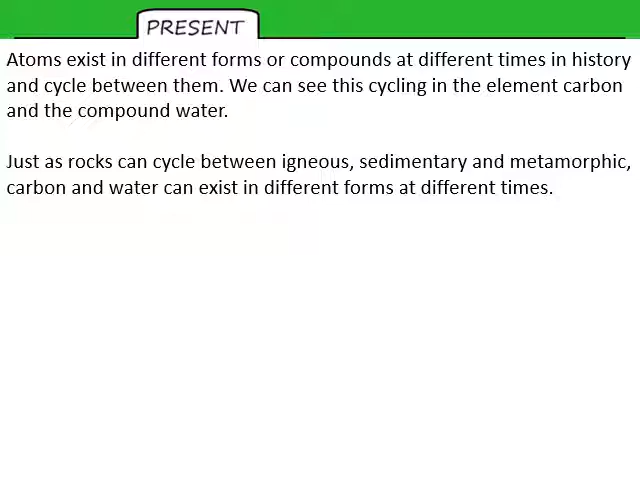 PRESENT
Atoms exist in different forms or compounds at different times in history
and cycle between them. We can see this cycling in the element carbon
and the compound water.
Just as rocks can cycle between igneous, sedimentary and metamorphic,
carbon and water can exist in different forms at different times.